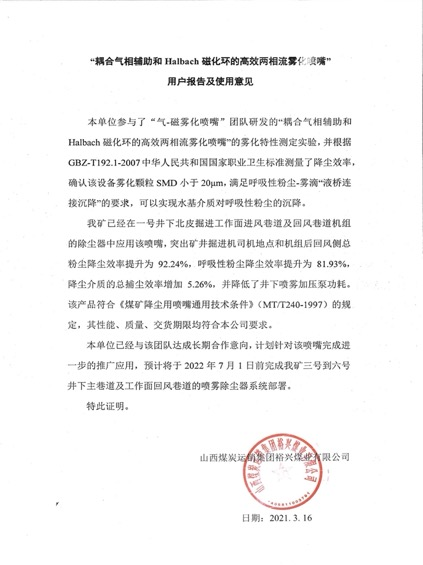 “耦合气相辅助和 Halbach 磁化环的高效两相流雾化喷嘴”
用户报告及使用意见
本单位参与了“气-磁雾化喷嘴”团队研发的“耦合气相辅助和
Halbach 磁化环的高效两相流雾化喷嘴”的雾化特性测定实验，并根据
GBZ-T192.1-2007 中华人民共和国国家职业卫生标准测量了降尘效率，
确认该设备雾化颗粒 SMD 小于 20μm，满足呼吸性粉尘-雾滴“液桥连
接沉降”的要求，可以实现水基介质对呼吸性粉尘的沉降。
我矿已经在一号井下北皮掘进工作面进风巷道及回风巷道机组
的除尘器中应用该喷嘴，突出矿井掘进机司机地点和机组后回风侧总
粉尘降尘效率提升为 92.24%，呼吸性粉尘降尘效率提升为 81.93%，
降尘介质的总捕尘效率增加 5.26%，并降低了井下喷雾加压泵功耗。
该产品符合《煤矿降尘用喷嘴通用技术条件》（MT/T240-1997）的规
定，其性能、质量、交货期限均符合本公司要求。
本单位已经与该团队达成长期合作意向，计划针对该喷嘴完成进
一步的推广应用，预计将于 2022 年 7 月 1 日前完成我矿三号到六号
井下主巷道及工作面回风巷道的喷雾除尘器系统部署。
特此证明。
山西煤炭运销集团裕兴煤业有限公司
山西煤炭运销集团裕兴煤业有限公司
日期：2021. 3. 16